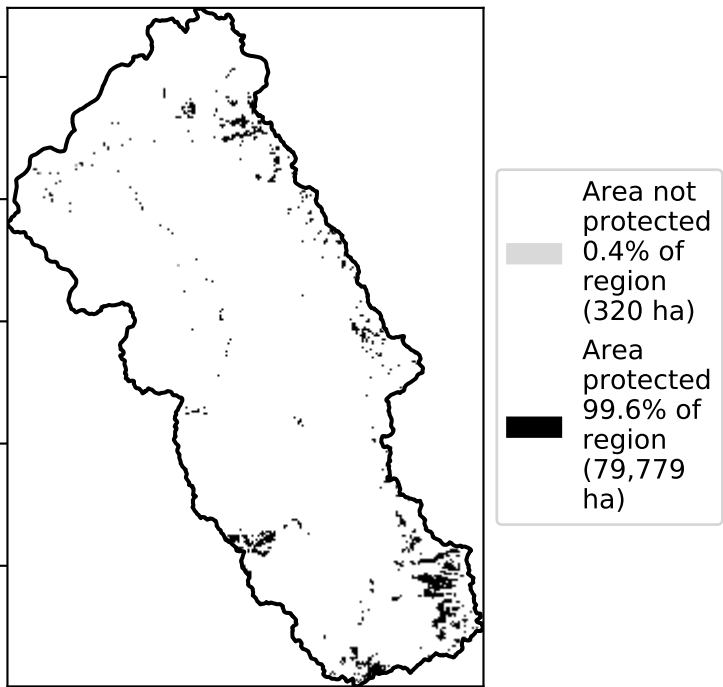 Area not
protected
0.4% of
region
(320 ha)
Area
protected
99.6% of
region
(79,779
ha)